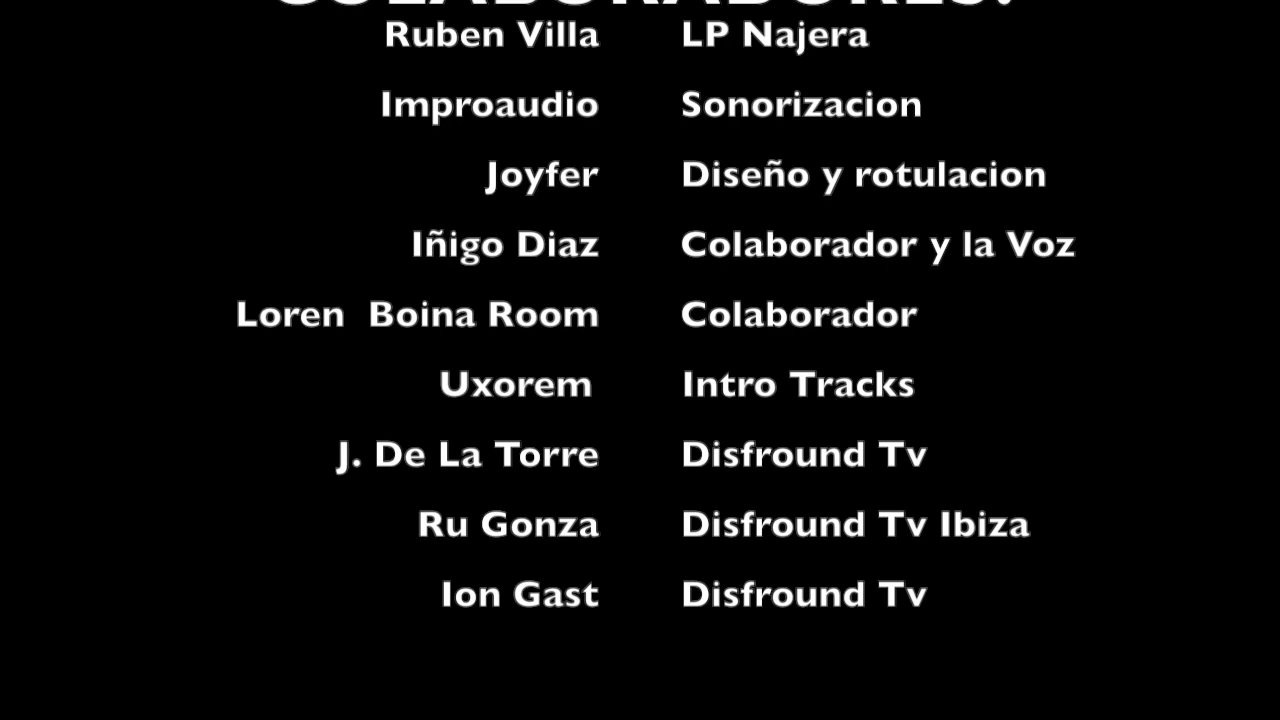 COLABORADORES:
Ruben Villa LP Najera
Improaudio Sonorizacion
Joyfer Diseño y rotulacion
Iñigo Diaz Colaborador y la Voz
Loren  Boina Room Colaborador
Uxorem Intro Tracks
J. De La Torre Disfround Tv
Ru Gonza Disfround Tv Ibiza
Ion Gast Disfround Tv